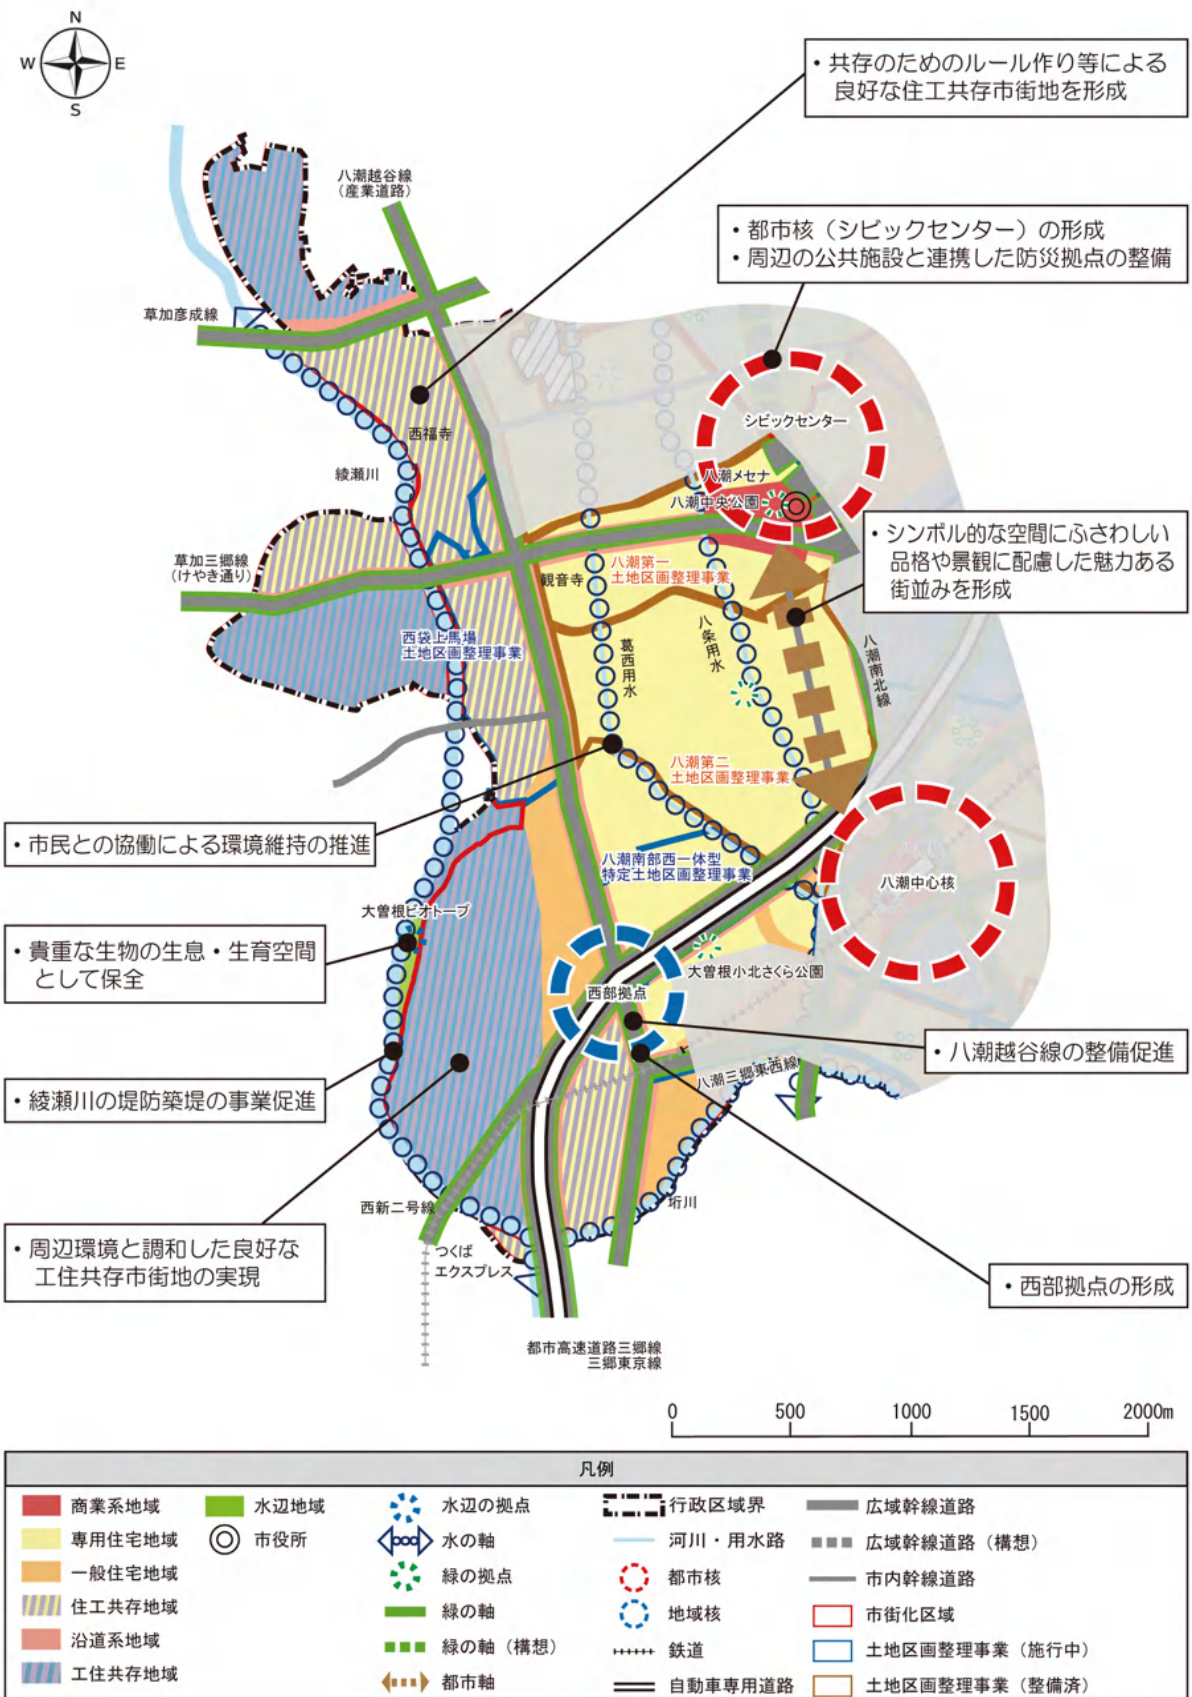 N
W
E
S
・共存のためのルール作り等による
良好な住工共存市街地を形成
八潮越谷線
（産業道路）
・都市核（シビックセンター）の形成
・周辺の公共施設と連携した防災拠点の整備
草加彦成線
シビックセンター
西福寺
綾瀬川
八潮メセナ
八潮中央公園
・シンボル的な空間にふさわしい
品格や景観に配慮した魅力ある
街並みを形成
草加三郷線
（けやき通り）
八潮第一
土地区画整理事業
観音寺
西袋上馬場
土地区画整理事業
葛西用水
八条用水
八潮南北線
八潮第二
土地区画整理事業
・市民との協働による環境維持の推進
八潮南部西一体型
特定土地区画整理事業
八潮中心核
大曽根ビオトープ
・貴重な生物の生息・生育空間
として保全
大曽根小北さくら公園
西部拠点
・八潮越谷線の整備促進
八潮三郷東西線
・綾瀬川の堤防築堤の事業促進
西新二号線
垳川
・周辺環境と調和した良好な
工住共存市街地の実現
つくば
エクスプレス
・西部拠点の形成
都市高速道路三郷線
三郷東京線
0 500 1000 1500 2000m
凡例
商業系地域
専用住宅地域
一般住宅地域
住工共存地域
沿道系地域
工住共存地域
水辺地域
市役所
水辺の拠点
水の軸
緑の拠点
緑の軸
緑の軸（構想）
都市軸
行政区域界
河川・用水路
都市核
地域核
鉄道
自動車専用道路
広域幹線道路
広域幹線道路（構想）
市内幹線道路
市街化区域
土地区画整理事業（施行中）
土地区画整理事業（整備済）